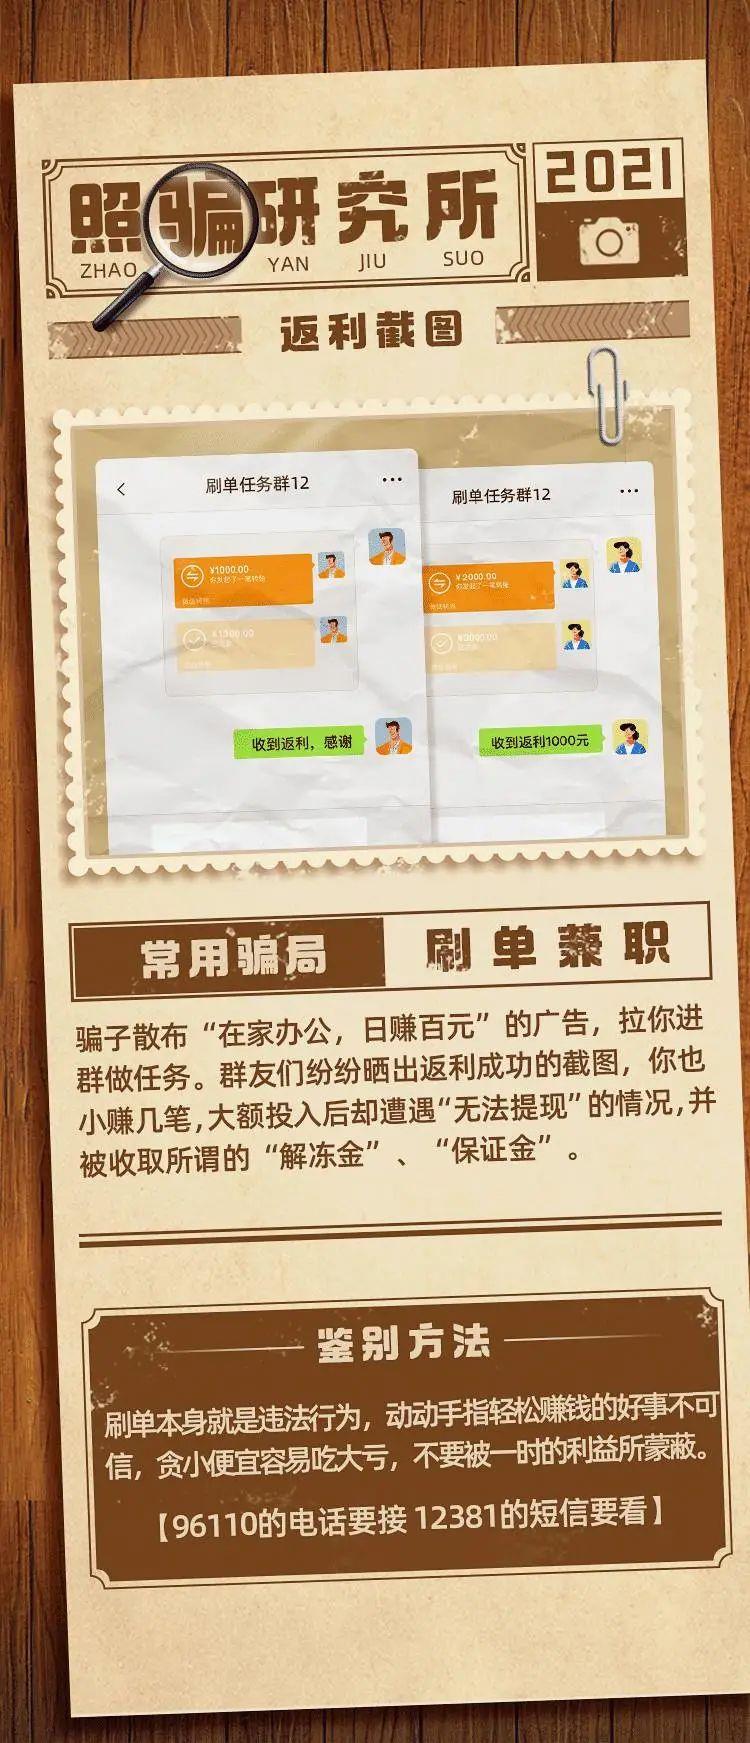 照骗研究所
2021
ZHAO YAN JIU SUO
返利截图
刷单任务群12
¥1000.00
你发起了一笔转账
微信转账
¥1300.00
收到返利，感谢
刷单任务群12
¥2000.00
你发起了一笔转账
微信转账
¥3000.00
收到返利1000元
常用骗局
刷单兼职
骗子散布“在家办公，日赚百元”的广告，拉你进
群做任务。群友们纷纷晒出返利成功的截图，你也
小赚几笔,大额投入后却遭遇“无法提现”的情况,并
被收取所谓的“解冻金”、“保证金”。
鉴别方法
刷单本身就是违法行为，动动手指轻松赚钱的好事不可
信，贪小便宜容易吃大亏，不要被一时的利益所蒙蔽。
【96110的电话要接 12381的短信要看】